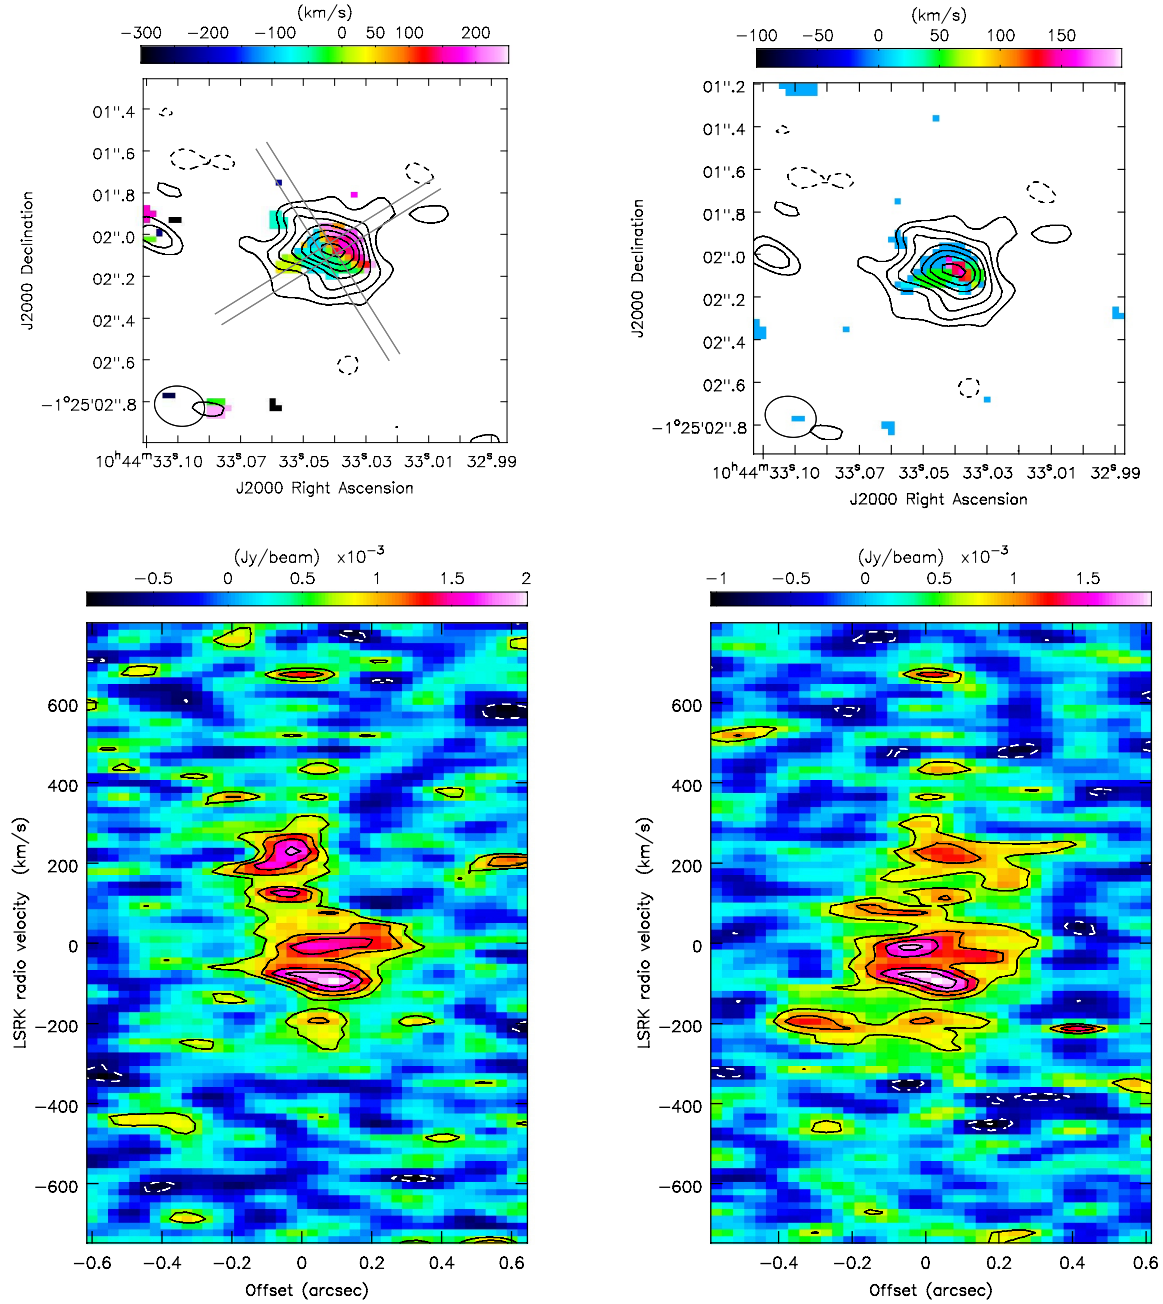 (km/s)
−300 −200 −100 0 50 100 200
01".4
01".6
01".8
02".0
02".2
02".4
02".6
−1°25'02".8
10ʰ44ᵐ33ˢ.10 33ˢ.07 33ˢ.05 33ˢ.03 33ˢ.01 32ˢ.99
J2000 Right Ascension
J2000 Declination
(km/s)
−100 −50 0 50 100 150
01".2
01".4
01".6
01".8
02".0
02".2
02".4
02".6
−1°25'02".8
10ʰ44ᵐ33ˢ.10 33ˢ.07 33ˢ.05 33ˢ.03 33ˢ.01 32ˢ.99
J2000 Right Ascension
J2000 Declination
(Jy/beam) x10⁻³
−0.5 0 0.5 1 1.5 2
600
400
200
0
−200
−400
−600
−0.6 −0.4 −0.2 0 0.2 0.4 0.6
Offset (arcsec)
LSRK radio velocity (km/s)
(Jy/beam) x10⁻³
−1 −0.5 0 0.5 1 1.5
600
400
200
0
−200
−400
−600
−0.4 −0.2 0 0.2 0.4 0.6
Offset (arcsec)
LSRK radio velocity (km/s)